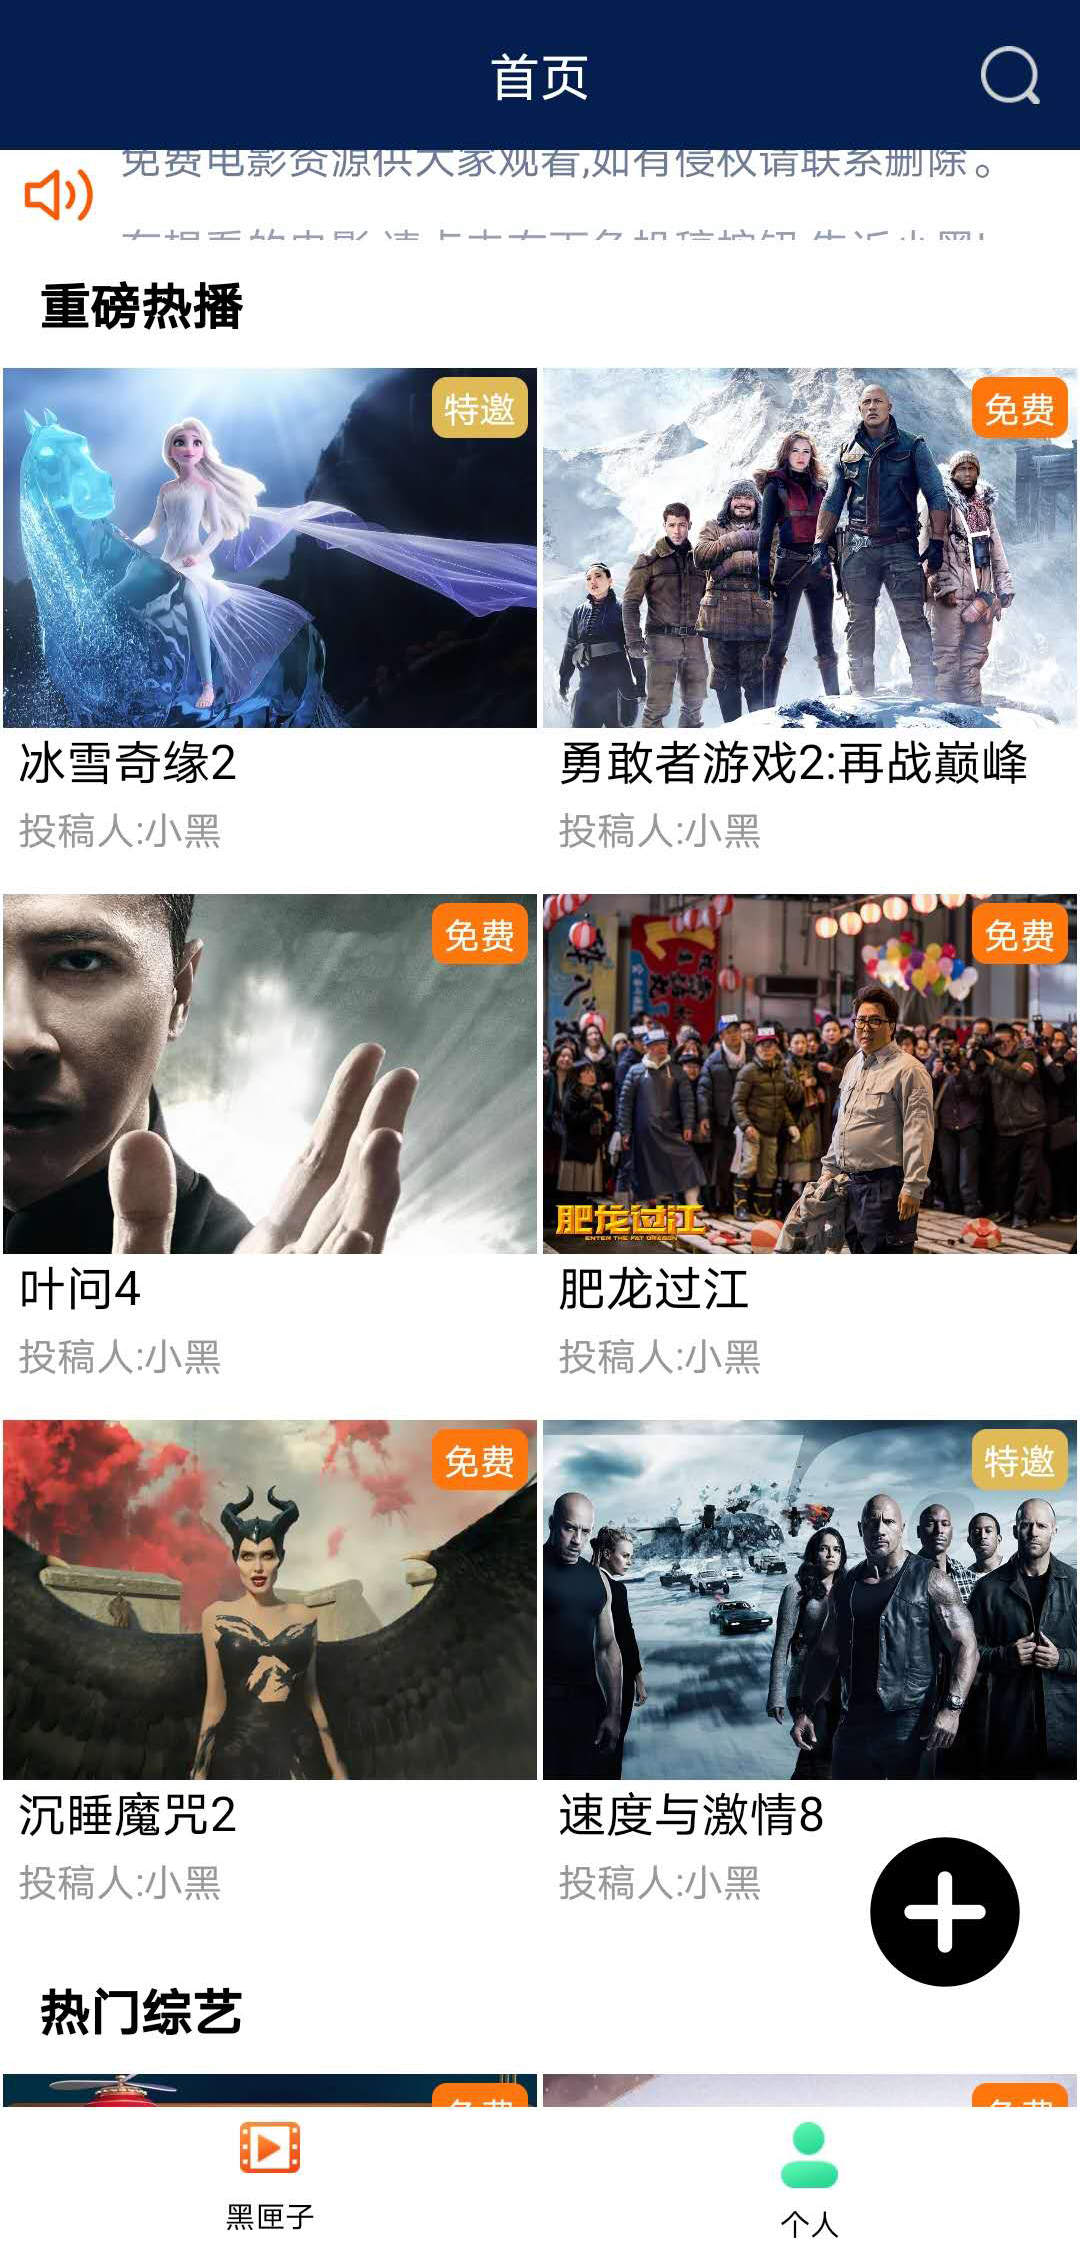 首页
免费电影资源供大家观看,如有侵权请联系删除。
重磅热播
特邀
免费
冰雪奇缘2
勇敢者游戏2:再战巅峰
投稿人:小黑
投稿人:小黑
免费
免费
肥龙过江
ENTER THE FAT DRAGON
叶问4
肥龙过江
投稿人:小黑
投稿人:小黑
免费
特邀
沉睡魔咒2
速度与激情8
投稿人:小黑
投稿人:小黑
热门综艺
黑匣子
个人